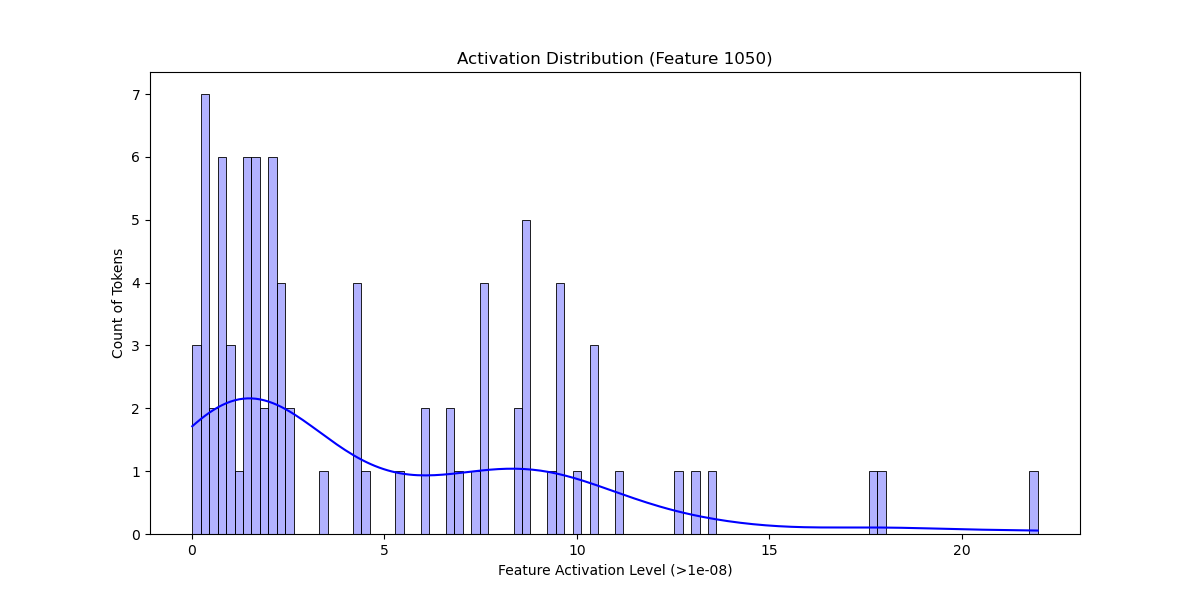 Activation Distribution (Feature 1050)
7
6
5
4
3
2
1
0
Count of Tokens
0 5 10 15 20
Feature Activation Level (>1e-08)